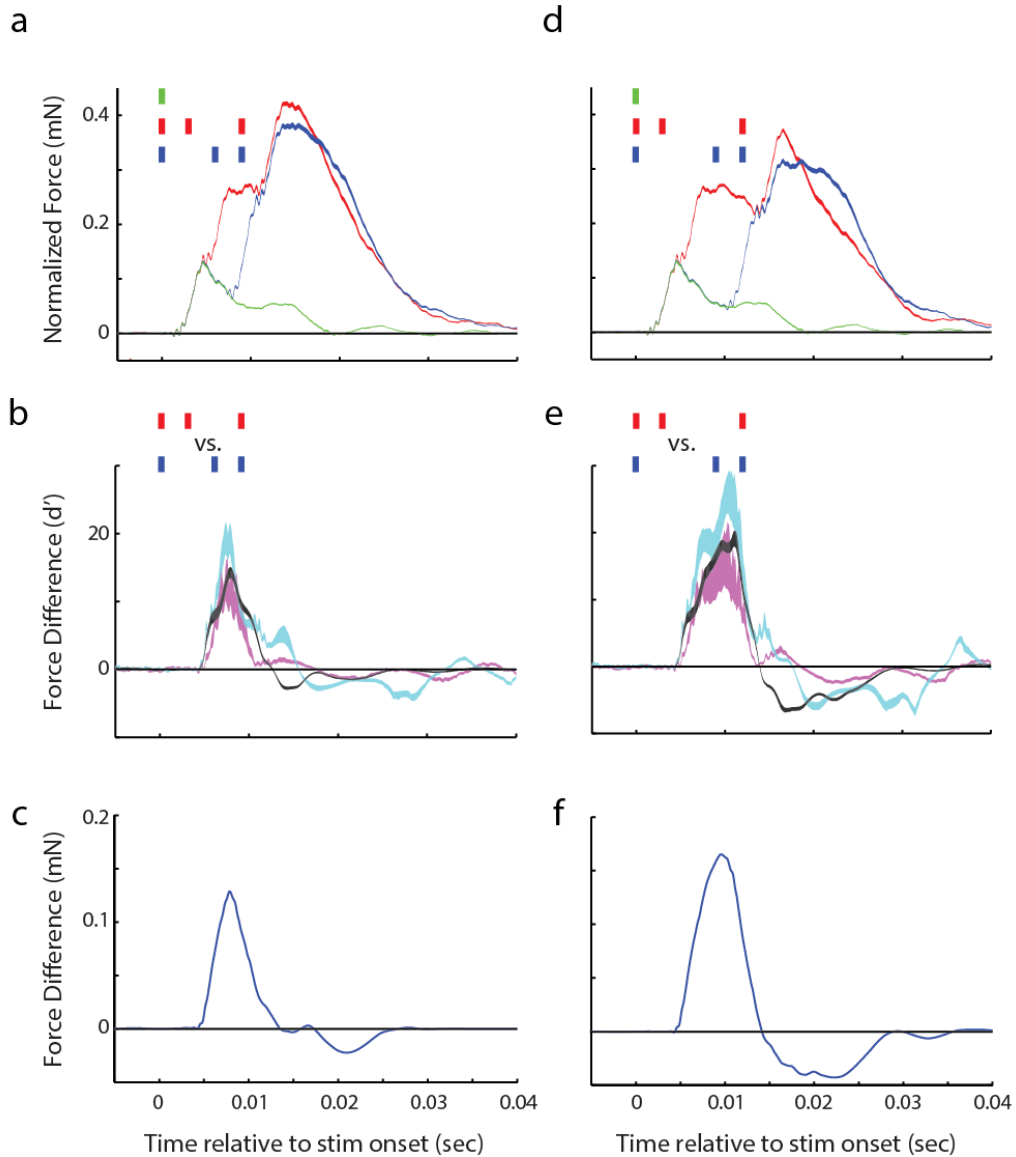 a
d
Normalized Force (mN)
0.4
0.2
0
b
e
vs.
vs.
Force Difference (d')
20
0
c
f
Force Difference (mN)
0.2
0.1
0
0 0.01 0.02 0.03 0.04
0 0.01 0.02 0.03 0.04
Time relative to stim onset (sec)
Time relative to stim onset (sec)